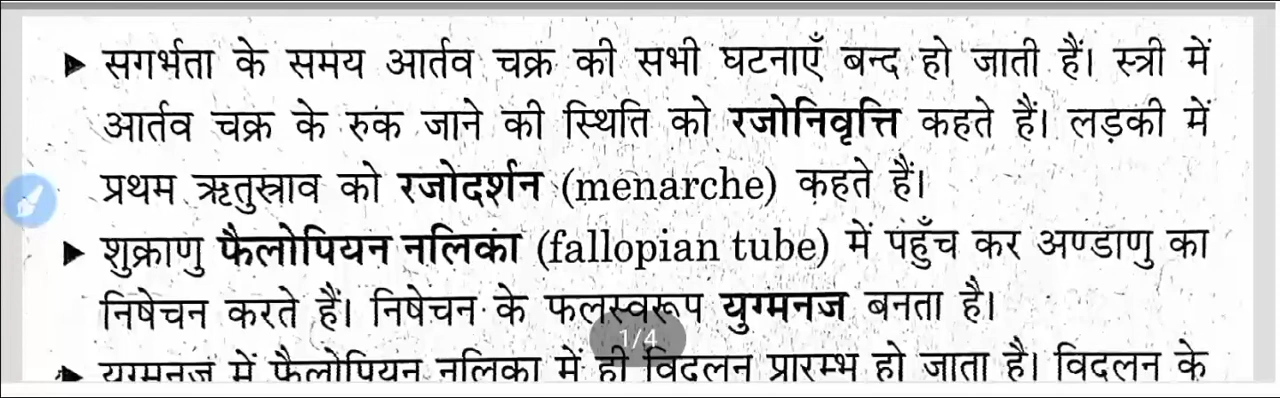 ▶ सगर्भता के समय आर्तव चक्र की सभी घटनाएँ बन्द हो जाती हैं। स्त्री में
आर्तव चक्र के रुक जाने की स्थिति को रजोनिवृत्ति कहते हैं। लड़की में
प्रथम ऋतुस्राव को रजोदर्शन (menarche) कहते हैं।
▶ शुक्राणु फैलोपियन नलिका (fallopian tube) में पहुँच कर अण्डाणु का
निषेचन करते हैं। निषेचन के फलस्वरूप युग्मनज बनता है।
1/4
▶ युग्मनज में फैलोपियन नलिका में ही विदलन प्रारम्भ हो जाता है। विदलन के